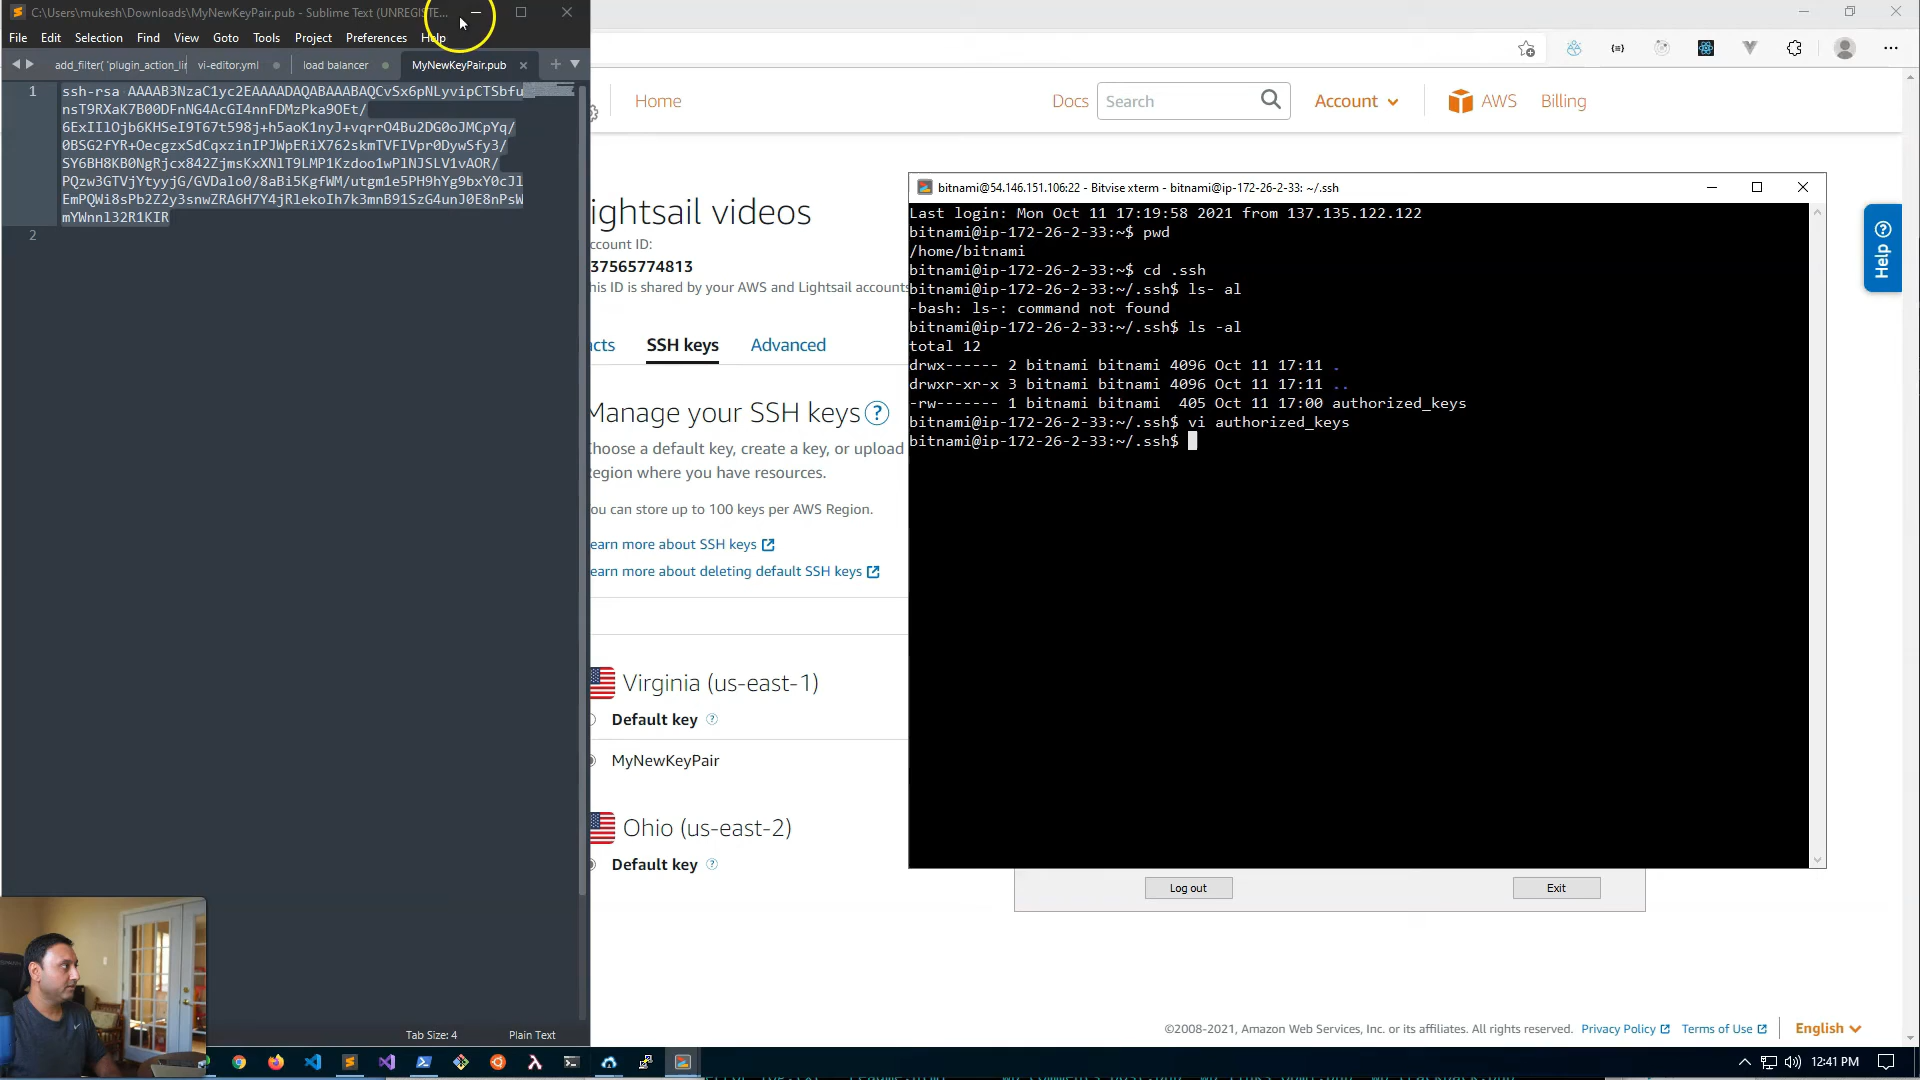 C:\Users\mukesh\Downloads\MyNewKeyPair.pub - Sublime Text (UNREGISTE...
File Edit Selection Find View Goto Tools Project Preferences Help
add_filter( 'plugin_action_lir vi-editor.yml load balancer MyNewKeyPair.pub
1 ssh-rsa AAAAB3NzaC1yc2EAAAADAQABAAABAQCvSx6pNLyvipCTSbfu
nsT9RXaK7B00DFnNG4AcGI4nnFDMzPka9OEt/
6ExIIlOjb6KHSeI9T67t598j+h5aoK1nyJ+vqrrO4Bu2DG0oJMCpYq/
0BSG2fYR+OecgzxSdCqxzinIPJWpERiX762skmTVFIVpr0DywSfy3/
SY6BH8KB0NgRjcx842ZjmsKxXNlT9LMP1Kzdoo1wPlNJSLV1vAOR/
PQzw3GTVjYtyyjG/GVDalo0/8aBi5KgfWM/utgm1e5PH9hYg9bxY0cJl
EmPQWi8sPb2Z2y3snwZRA6H7Y4jRlekoIh7k3mnB91SzG4unJ0E8nPsW
mYWnnl32R1KIR
2
Tab Size: 4 Plain Text
Home Docs Search Account AWS Billing
ightsail videos
ccount ID:
37565774813
his ID is shared by your AWS and Lightsail accounts
acts SSH keys Advanced
Manage your SSH keys ?
Choose a default key, create a key, or upload
egion where you have resources.
ou can store up to 100 keys per AWS Region.
earn more about SSH keys
earn more about deleting default SSH keys
Virginia (us-east-1)
Default key ?
MyNewKeyPair
Ohio (us-east-2)
Default key ?
bitnami@54.146.151.106:22 - Bitvise xterm - bitnami@ip-172-26-2-33: ~/.ssh
Last login: Mon Oct 11 17:19:58 2021 from 137.135.122.122
bitnami@ip-172-26-2-33:~$ pwd
/home/bitnami
bitnami@ip-172-26-2-33:~$ cd .ssh
bitnami@ip-172-26-2-33:~/.ssh$ ls- al
-bash: ls-: command not found
bitnami@ip-172-26-2-33:~/.ssh$ ls -al
total 12
drwx------ 2 bitnami bitnami 4096 Oct 11 17:11 .
drwxr-xr-x 3 bitnami bitnami 4096 Oct 11 17:11 ..
-rw------- 1 bitnami bitnami  405 Oct 11 17:00 authorized_keys
bitnami@ip-172-26-2-33:~/.ssh$ vi authorized_keys
bitnami@ip-172-26-2-33:~/.ssh$
Log out Exit
Help ?
©2008-2021, Amazon Web Services, Inc. or its affiliates. All rights reserved. Privacy Policy Terms of Use English
12:41 PM